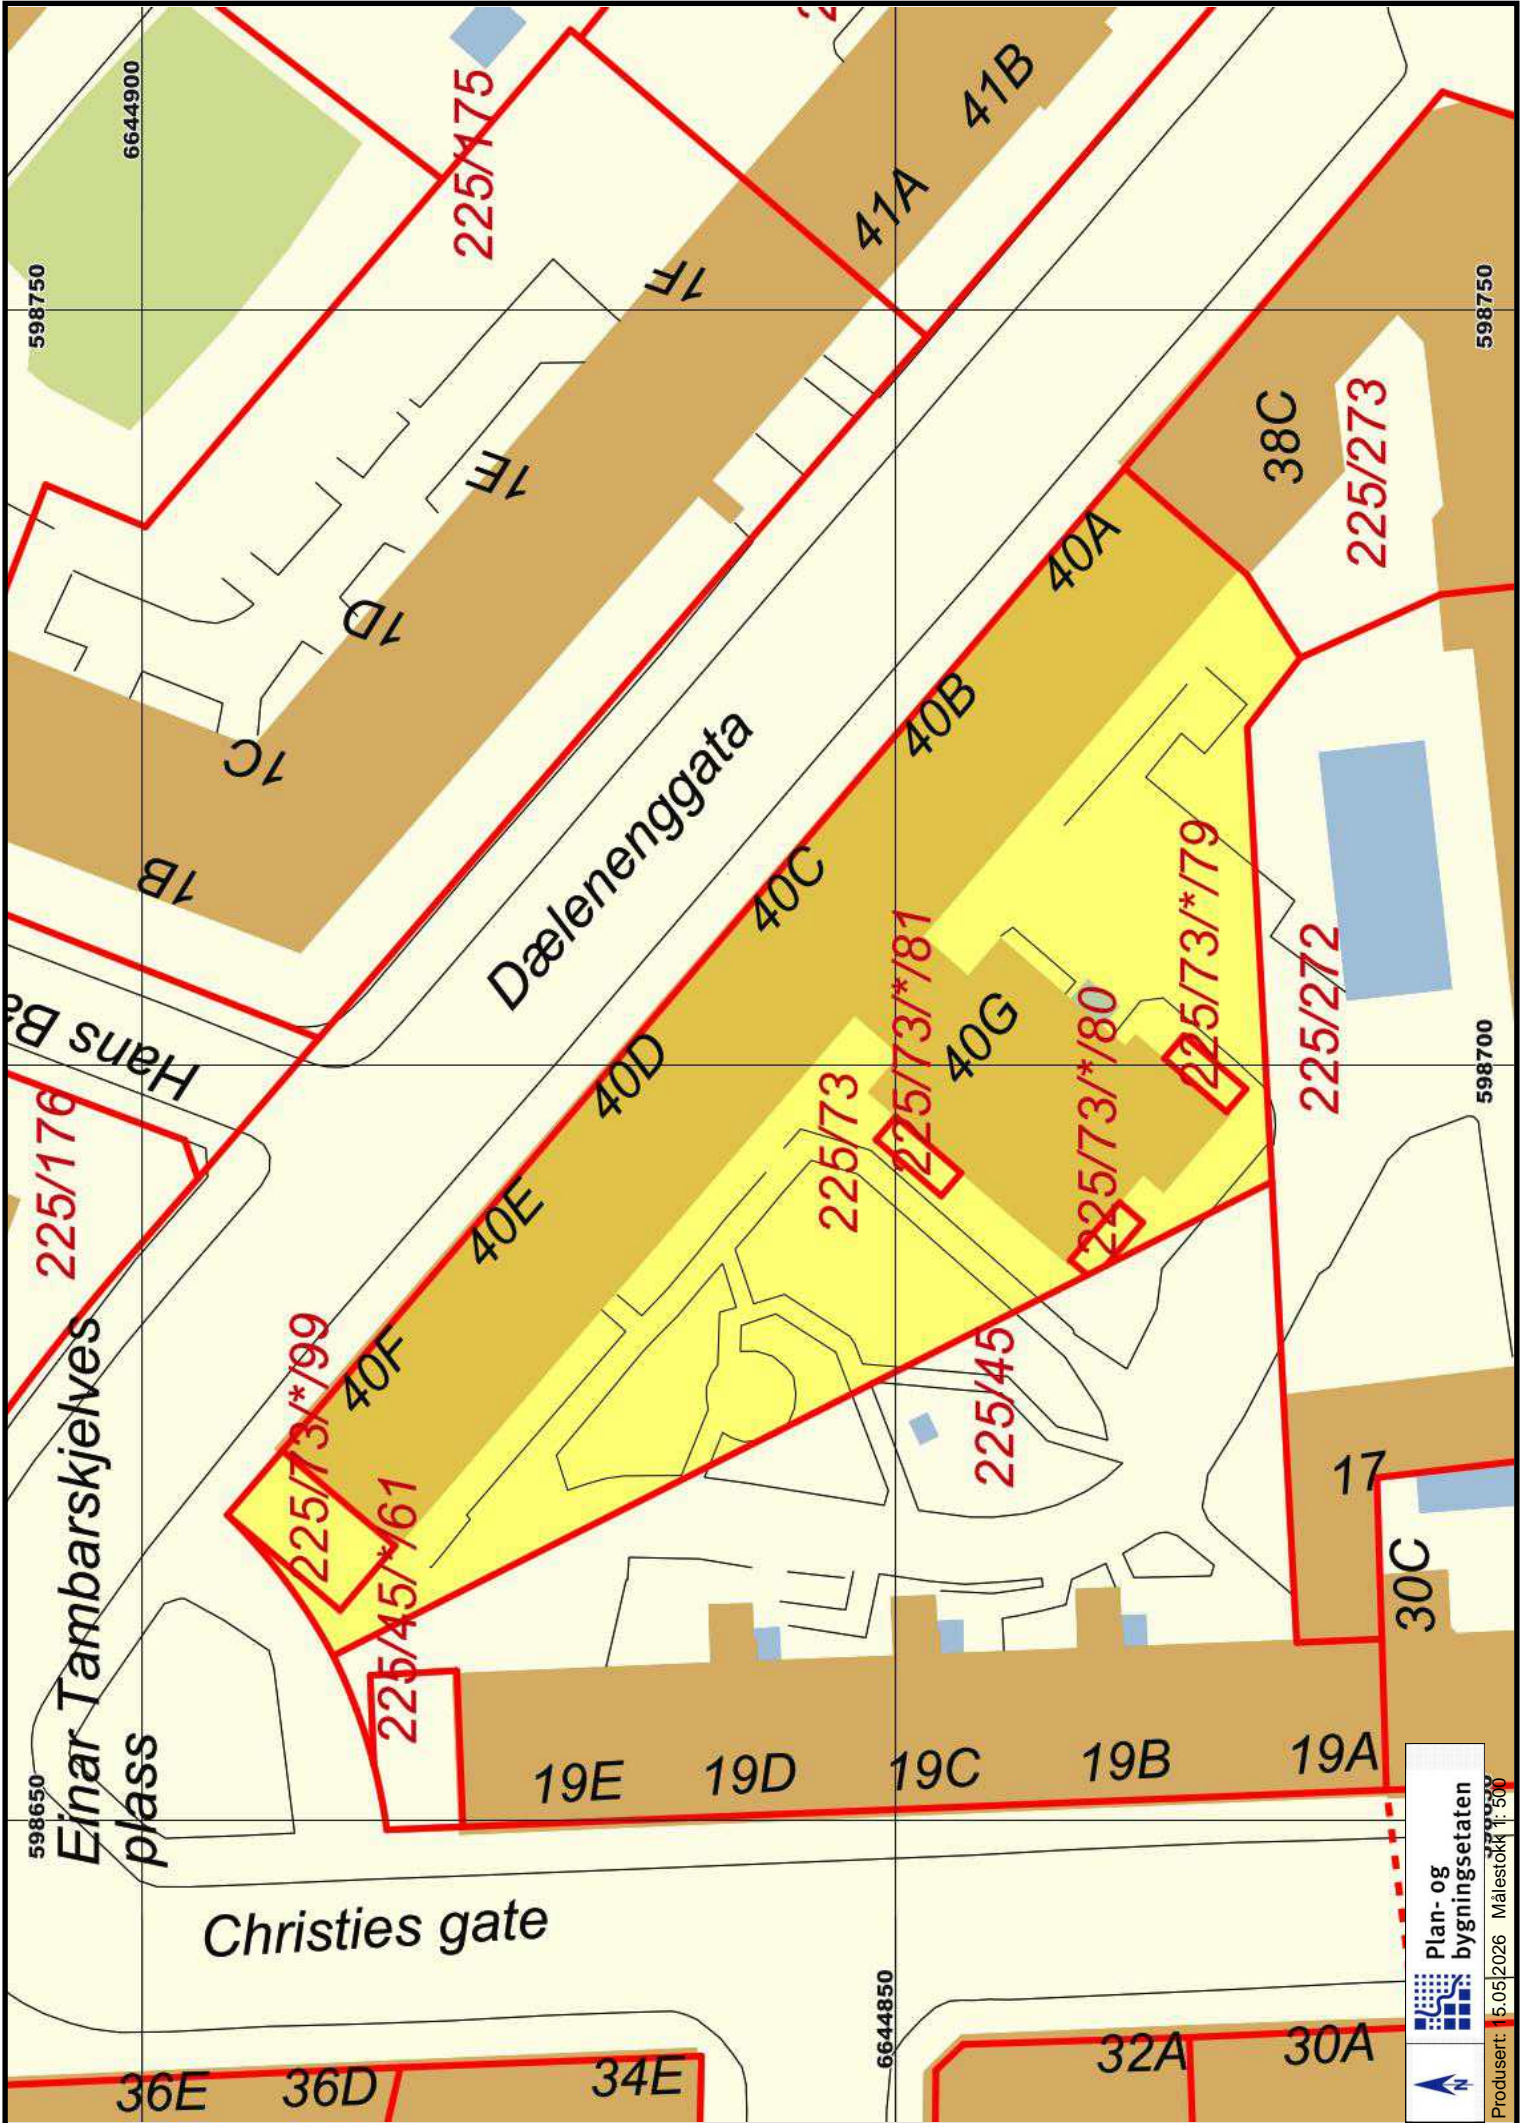 6644900
225/175
41B
41A
598750
598750
1F
1E
1D
1C
1B
38C
225/273
40A
40B
40C
40D
40E
40F
40G
Dælenenggata
Hans Ba
225/176
225/73/*/79
225/73/*/81
225/73/*/80
225/73
225/272
598700
225/73/*/99
225/45/*/61
225/45
Einar Tambarskjelves
plass
17
30C
19E
19D
19C
19B
19A
598650
Christies gate
6644850
36E
36D
34E
32A
30A
Plan- og
bygningsetaten
N
Produsert: 15.05.2026 Målestokk 1: 500